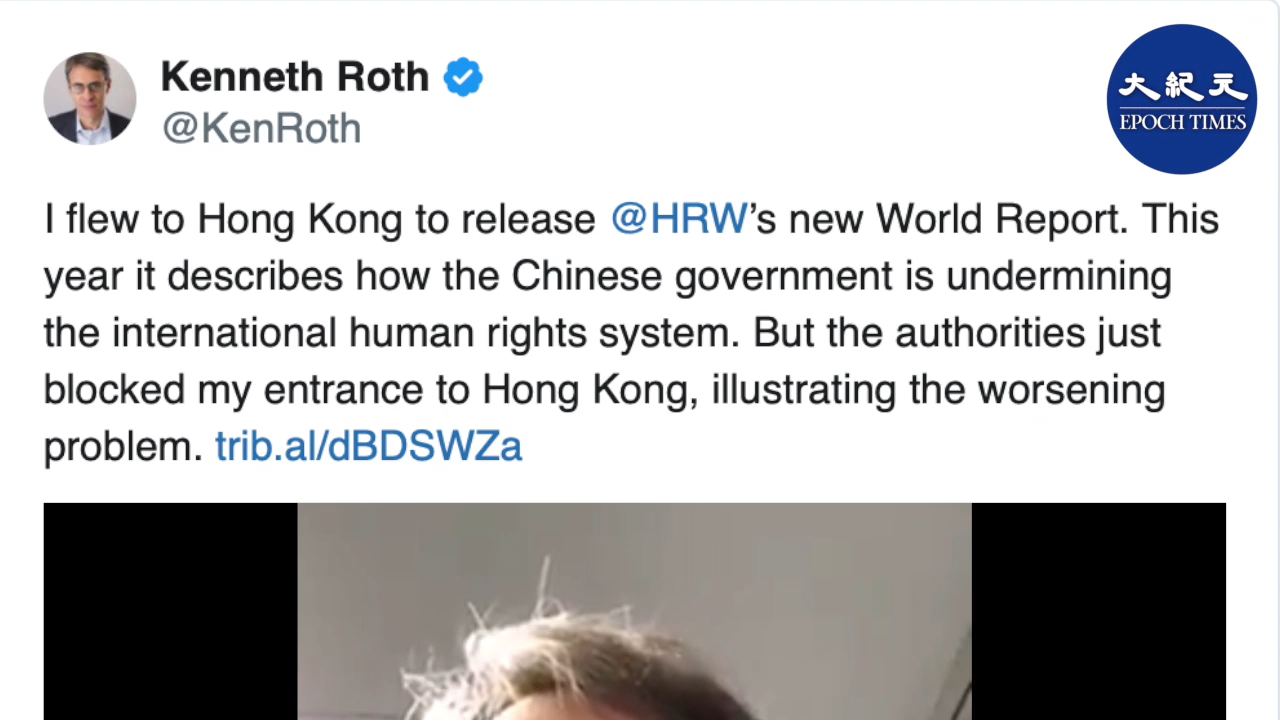 Kenneth Roth
@KenRoth
大紀元
EPOCH TIMES
I flew to Hong Kong to release @HRW’s new World Report. This
year it describes how the Chinese government is undermining
the international human rights system. But the authorities just
blocked my entrance to Hong Kong, illustrating the worsening
problem. trib.al/dBDSWZa